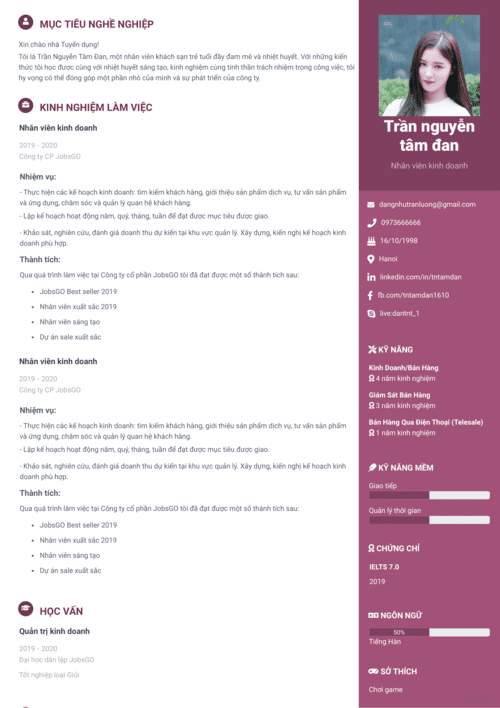 MỤC TIÊU NGHỀ NGHIỆP
Xin chào nhà Tuyển dụng!
Tôi là Trần Nguyễn Tâm Đan, một nhân viên khách sạn trẻ tuổi đầy đam mê và nhiệt huyết. Với những kiến
thức tôi học được cùng với nhiệt huyết sáng tạo, kinh nghiệm cùng tinh thần trách nhiệm trong công việc, tôi
hy vọng có thể đóng góp một phần nhỏ của mình và sự phát triển của công ty.
KINH NGHIỆM LÀM VIỆC
Nhân viên kinh doanh
2019 - 2020
Công ty CP JobsGO
Nhiệm vụ:
- Thực hiện các kế hoạch kinh doanh: tìm kiếm khách hàng, giới thiệu sản phẩm dịch vụ, tư vấn sản phẩm
và ứng dụng, chăm sóc và quản lý quan hệ khách hàng.
- Lập kế hoạch hoạt động năm, quý, tháng, tuần để đạt được mục tiêu được giao.
- Khảo sát, nghiên cứu, đánh giá doanh thu dự kiến tại khu vực quản lý. Xây dựng, kiến nghị kế hoạch kinh
doanh phù hợp.
Thành tích:
Qua quá trình làm việc tại Công ty cổ phần JobsGO tôi đã đạt được một số thành tích sau:
• JobsGO Best seller 2019
• Nhân viên xuất sắc 2019
• Nhân viên sáng tạo
• Dự án sale xuất sắc
Nhân viên kinh doanh
2019 - 2020
Công ty CP JobsGO
Nhiệm vụ:
- Thực hiện các kế hoạch kinh doanh: tìm kiếm khách hàng, giới thiệu sản phẩm dịch vụ, tư vấn sản phẩm
và ứng dụng, chăm sóc và quản lý quan hệ khách hàng.
- Lập kế hoạch hoạt động năm, quý, tháng, tuần để đạt được mục tiêu được giao.
- Khảo sát, nghiên cứu, đánh giá doanh thu dự kiến tại khu vực quản lý. Xây dựng, kiến nghị kế hoạch kinh
doanh phù hợp.
Thành tích:
Qua quá trình làm việc tại Công ty cổ phần JobsGO tôi đã đạt được một số thành tích sau:
• JobsGO Best seller 2019
• Nhân viên xuất sắc 2019
• Nhân viên sáng tạo
• Dự án sale xuất sắc
HỌC VẤN
Quản trị kinh doanh
2019 - 2020
Đại học dân lập JobsGO
Tốt nghiệp loại Giỏi
Trần nguyễn
tâm đan
Nhân viên kinh doanh
dangnhutranluong@gmail.com
0973666666
16/10/1998
Hanoi
linkedin.com/in/tntamdan
fb.com/tntamdan1610
live:dantnt_1
KỸ NĂNG
Kinh Doanh/Bán Hàng
4 năm kinh nghiệm
Giám Sát Bán Hàng
3 năm kinh nghiệm
Bán Hàng Qua Điện Thoại (Telesale)
1 năm kinh nghiệm
KỸ NĂNG MỀM
Giao tiếp
Quản lý thời gian
CHỨNG CHỈ
IELTS 7.0
2019
NGÔN NGỮ
50%
Tiếng Hàn
SỞ THÍCH
Chơi game